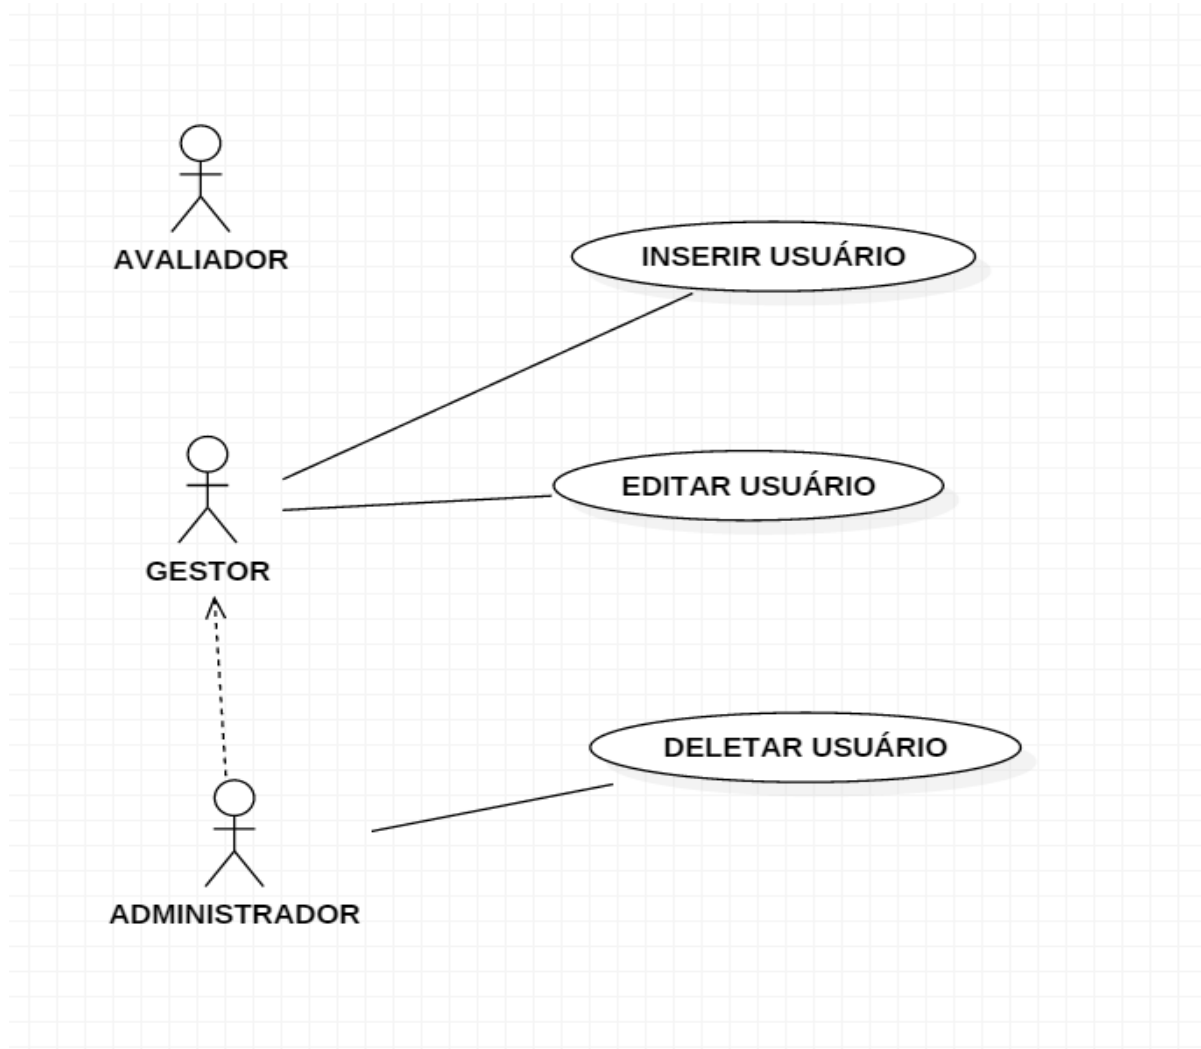 AVALIADOR
INSERIR USUÁRIO
EDITAR USUÁRIO
GESTOR
DELETAR USUÁRIO
ADMINISTRADOR